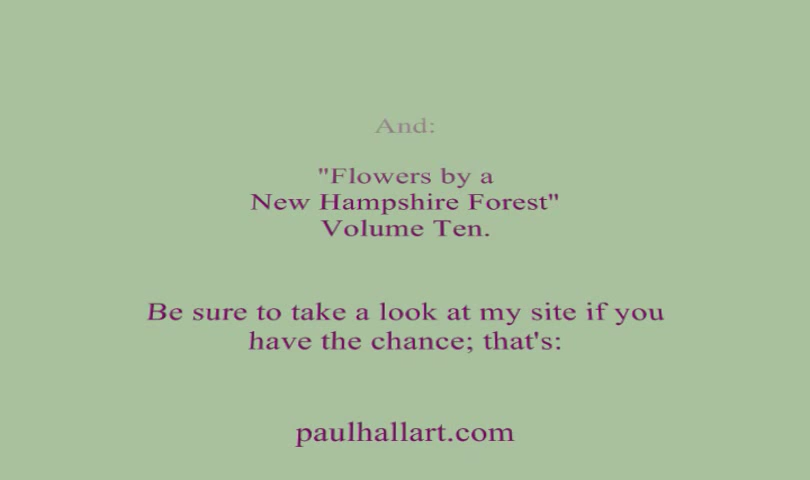 And:
"Flowers by a
New Hampshire Forest"
Volume Ten.
Be sure to take a look at my site if you
have the chance; that's:
paulhallart.com